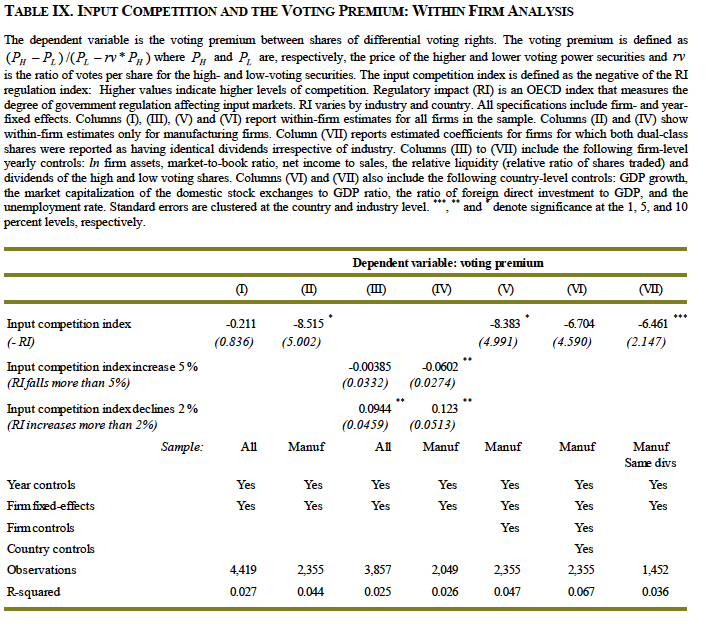 TABLE IX. INPUT COMPETITION AND THE VOTING PREMIUM: WITHIN FIRM ANALYSIS
The dependent variable is the voting premium between shares of differential voting rights. The voting premium is defined as
(P_H − P_L)/(P_L − rv * P_H) where P_H and P_L are, respectively, the price of the higher and lower voting power securities and rv
is the ratio of votes per share for the high- and low-voting securities. The input competition index is defined as the negative of the RI
regulation index: Higher values indicate higher levels of competition. Regulatory impact (RI) is an OECD index that measures the
degree of government regulation affecting input markets. RI varies by industry and country. All specifications include firm- and year-
fixed effects. Columns (I), (III), (V) and (VI) report within-firm estimates for all firms in the sample. Columns (II) and (IV) show
within-firm estimates only for manufacturing firms. Column (VII) reports estimated coefficients for firms for which both dual-class
shares were reported as having identical dividends irrespective of industry. Columns (III) to (VII) include the following firm-level
yearly controls: ln firm assets, market-to-book ratio, net income to sales, the relative liquidity (relative ratio of shares traded) and
dividends of the high and low voting shares. Columns (VI) and (VII) also include the following country-level controls: GDP growth,
the market capitalization of the domestic stock exchanges to GDP ratio, the ratio of foreign direct investment to GDP, and the
unemployment rate. Standard errors are clustered at the country and industry level. ***, ** and * denote significance at the 1, 5, and 10
percent levels, respectively.
Dependent variable: voting premium
(I) (II) (III) (IV) (V) (VI) (VII)
Input competition index -0.211 -8.515 * -8.383 * -6.704 -6.461 ***
(- RI) (0.836) (5.002) (4.991) (4.590) (2.147)
Input competition index increase 5% -0.00385 -0.0602 **
(RI falls more than 5%) (0.0332) (0.0274)
Input competition index declines 2% 0.0944 ** 0.123 **
(RI increases more than 2%) (0.0459) (0.0513)
Sample: All Manuf All Manuf Manuf Manuf Manuf
Same divs
Year controls Yes Yes Yes Yes Yes Yes Yes
Firm fixed-effects Yes Yes Yes Yes Yes Yes Yes
Firm controls Yes Yes
Country controls Yes
Observations 4,419 2,355 3,857 2,049 2,355 2,355 1,452
R-squared 0.027 0.044 0.025 0.026 0.047 0.067 0.036